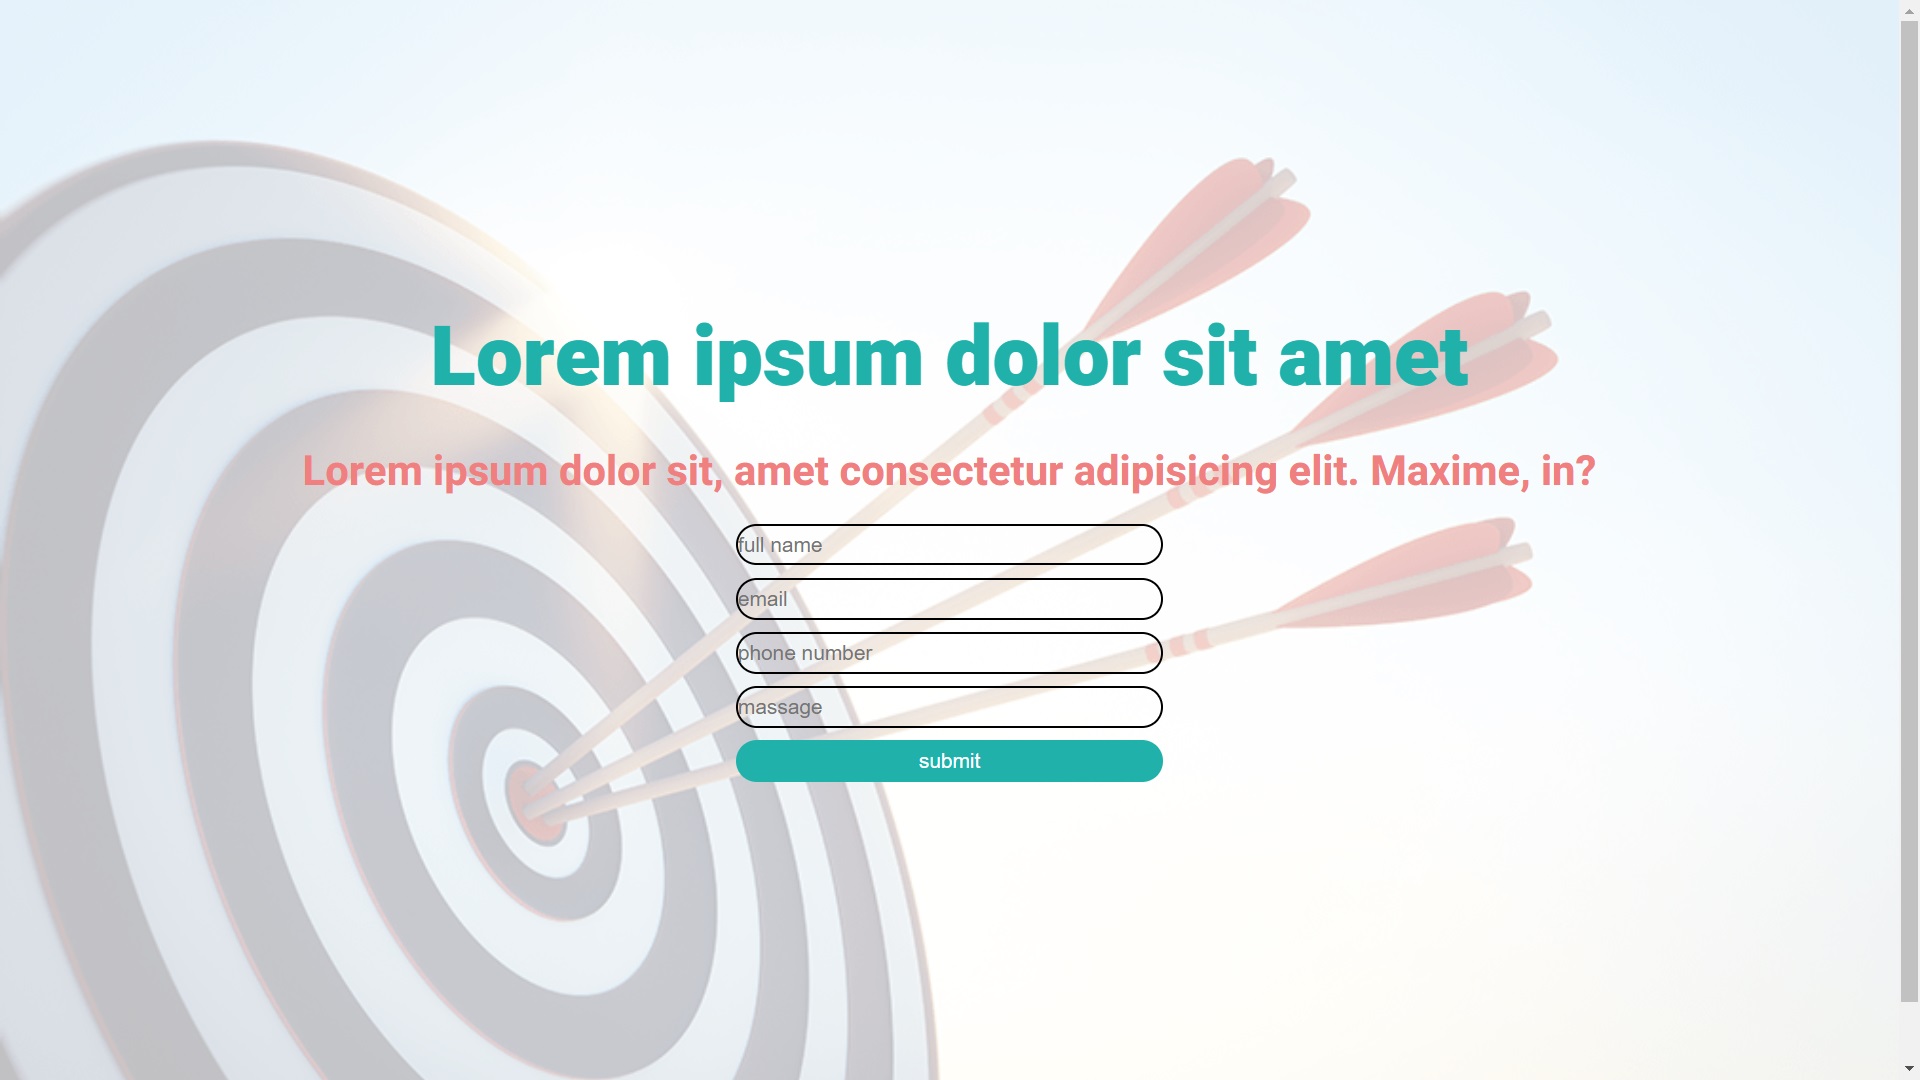 Lorem ipsum dolor sit amet
Lorem ipsum dolor sit, amet consectetur adipisicing elit. Maxime, in?
full name
email
phone number
massage
submit